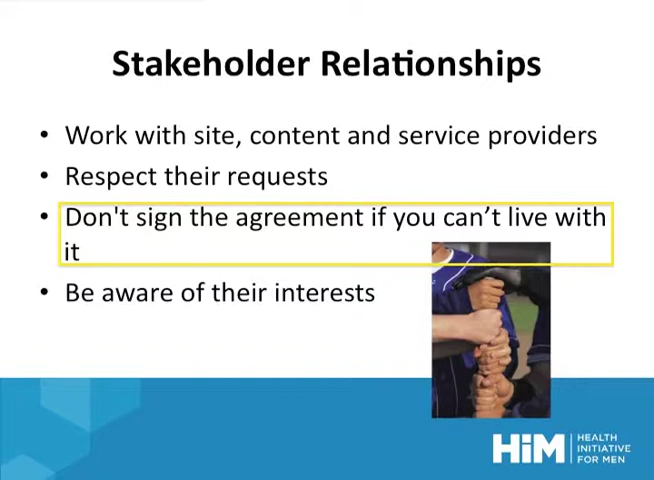 Stakeholder Relationships
• Work with site, content and service providers
• Respect their requests
• Don't sign the agreement if you can’t live with
it
• Be aware of their interests
HiM
HEALTH
INITIATIVE
FOR MEN